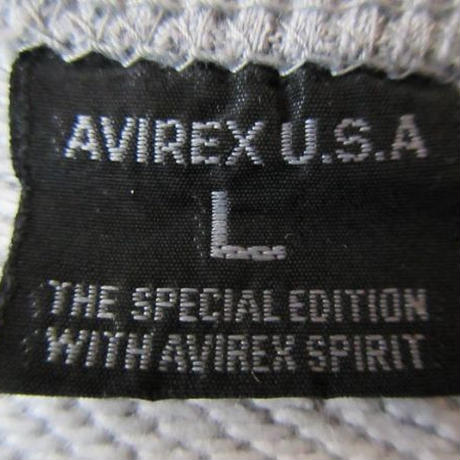 AVIREX U.S.A
L
THE SPECIAL EDITION
WITH AVIREX SPIRIT